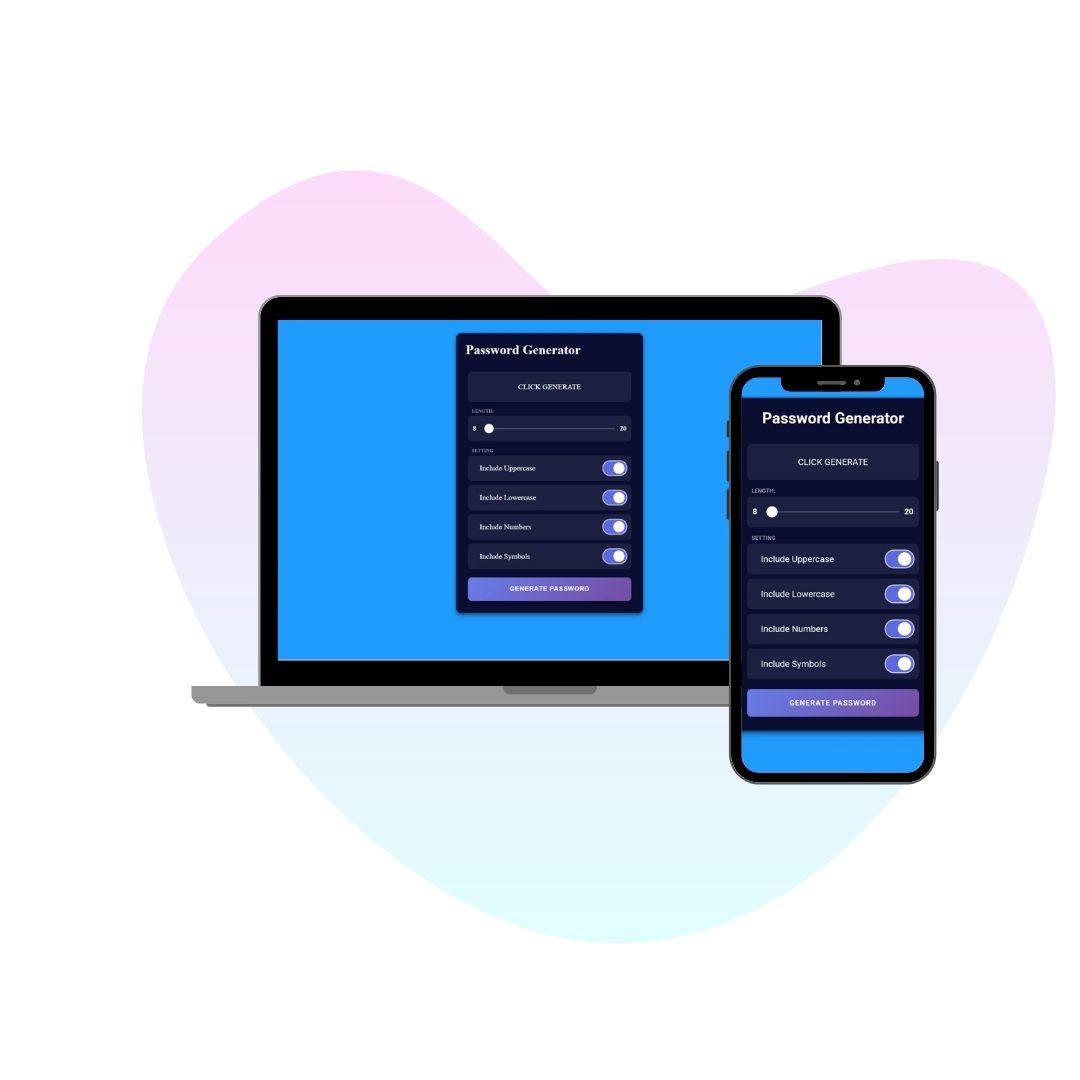 Password Generator
CLICK GENERATE
LENGTH:
8 20
SETTING
Include Uppercase
Include Lowercase
Include Numbers
Include Symbols
GENERATE PASSWORD
Password Generator
CLICK GENERATE
LENGTH:
8 20
SETTING
Include Uppercase
Include Lowercase
Include Numbers
Include Symbols
GENERATE PASSWORD